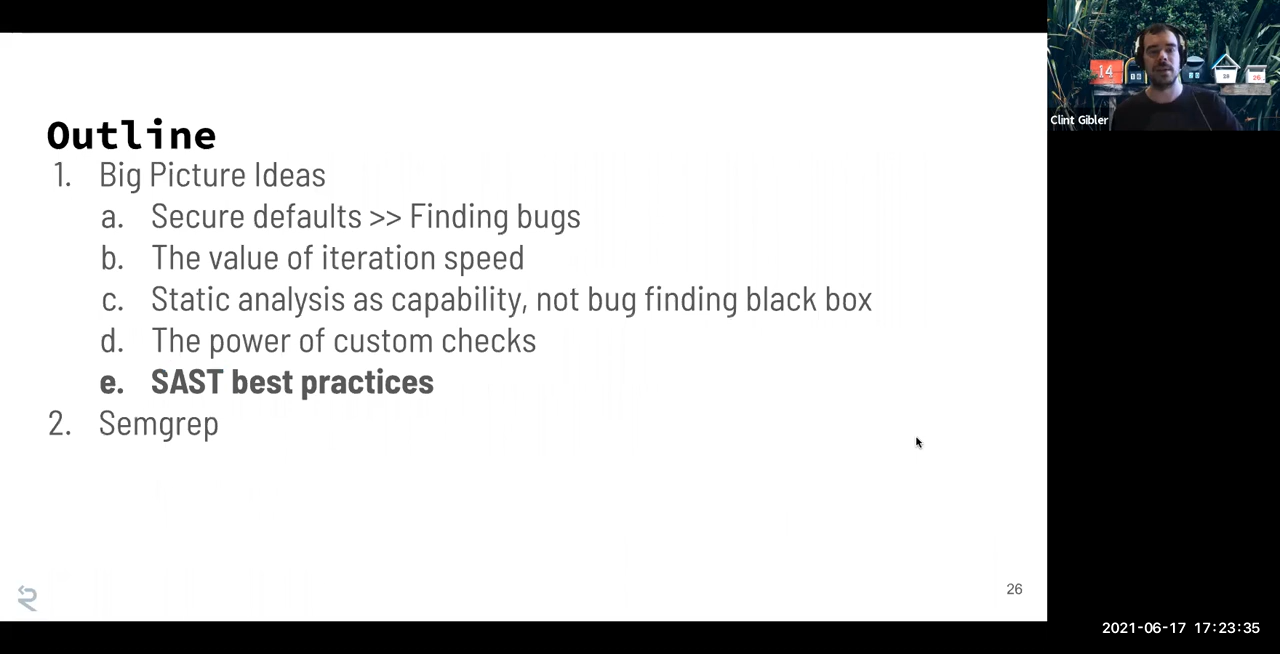 Outline
1. Big Picture Ideas
a. Secure defaults >> Finding bugs
b. The value of iteration speed
c. Static analysis as capability, not bug finding black box
d. The power of custom checks
e. SAST best practices
2. Semgrep
26
14
Clint Gibler
2021-06-17 17:23:35